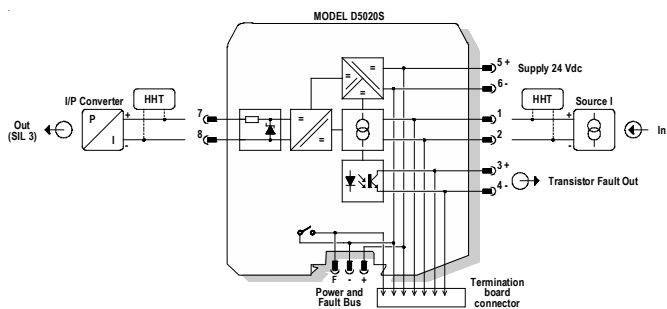 MODEL D5020S
5 +
Supply 24 Vdc
6 -
I/P Converter
HHT
7
1
HHT
Source I
Out
(SIL 3)
P
I
+
-
8
=
=
=
=
=
2
+
-
In
3 +
4 -
Transistor Fault Out
F
-
+
Power and
Fault Bus
Termination
board
connector